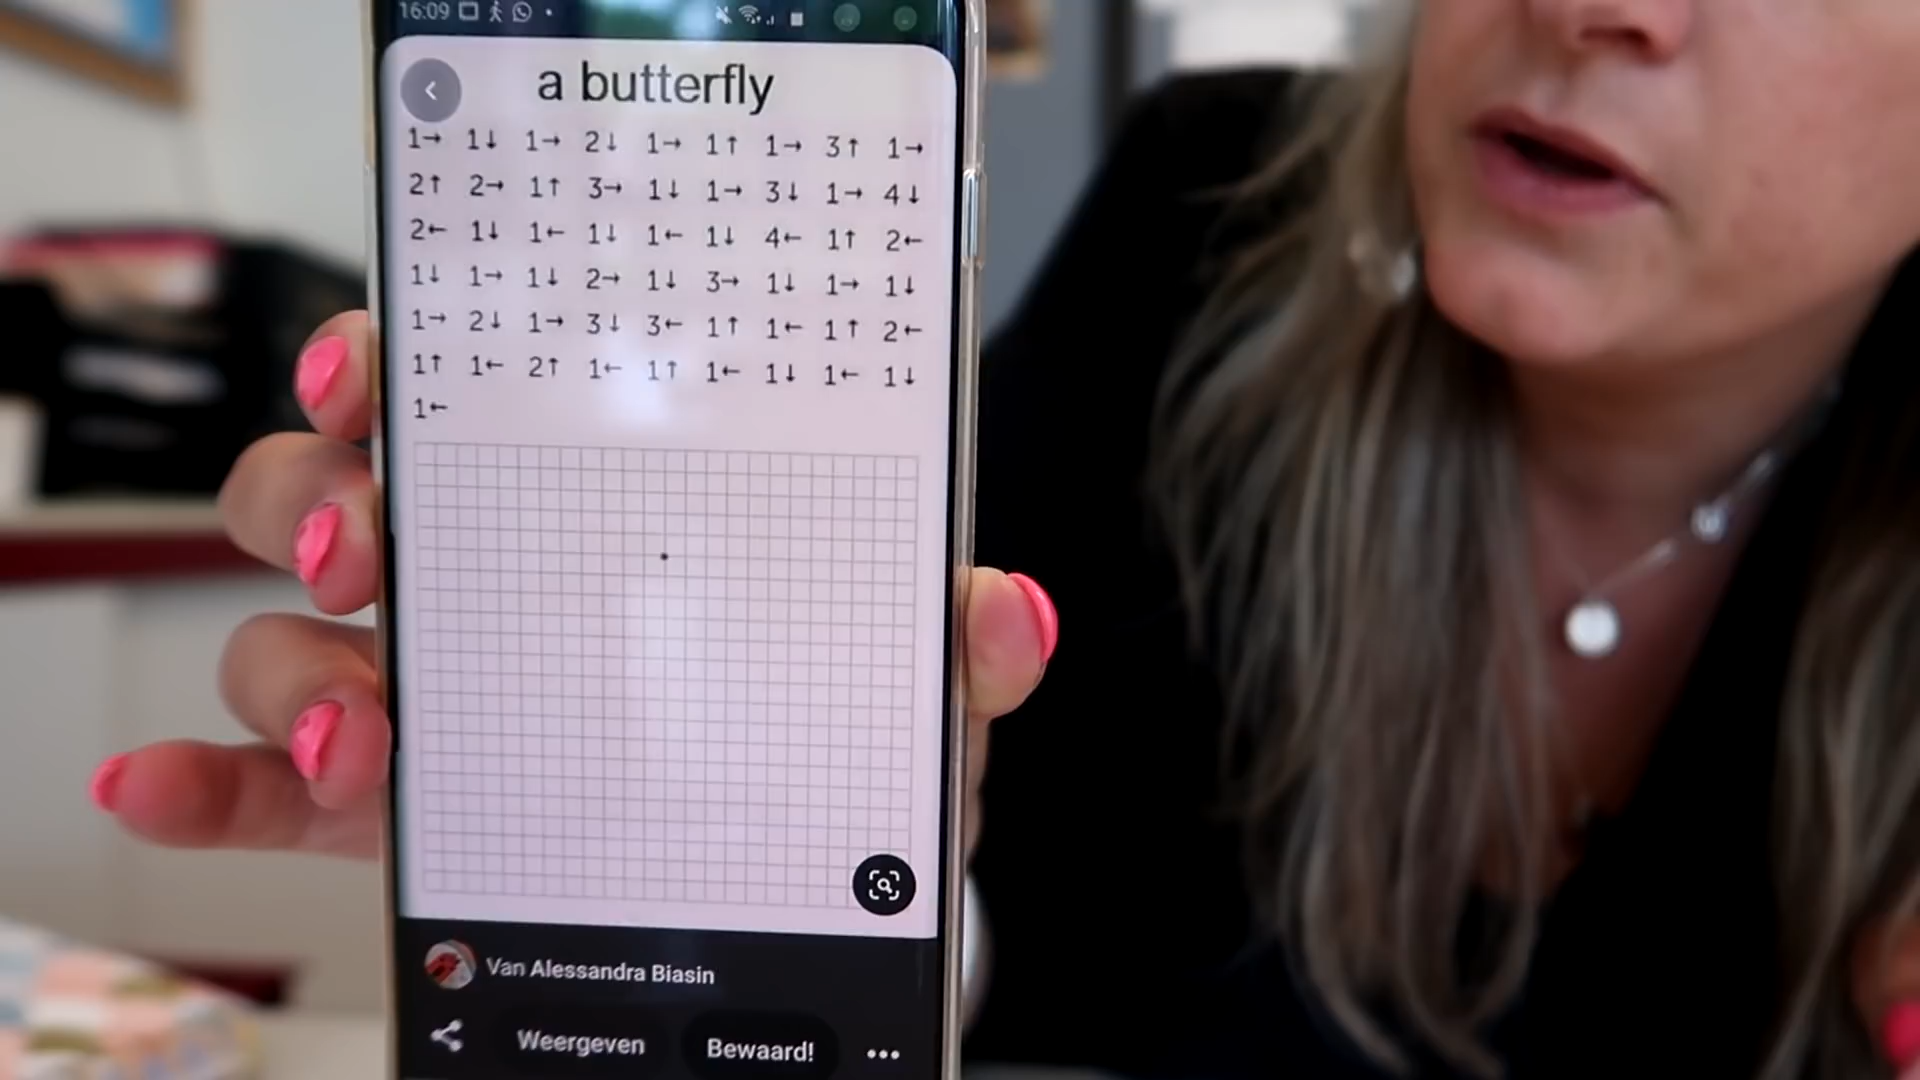 16:09
a butterfly
1→ 1↓ 1→ 2↓ 1→ 1↑ 1→ 3↑ 1→
2↑ 2→ 1↑ 3→ 1↓ 1→ 3↓ 1→ 4↓
2← 1↓ 1← 1↓ 1← 1↓ 4← 1↑ 2←
1↓ 1→ 1↓ 2→ 1↓ 3→ 1↓ 1→ 1↓
1→ 2↓ 1→ 3↓ 3← 1↑ 1← 1↑ 2←
1↑ 1← 2↑ 1← 1↑ 1← 1↓ 1← 1↓
1←
Van Alessandra Biasin
Weergeven Bewaard!